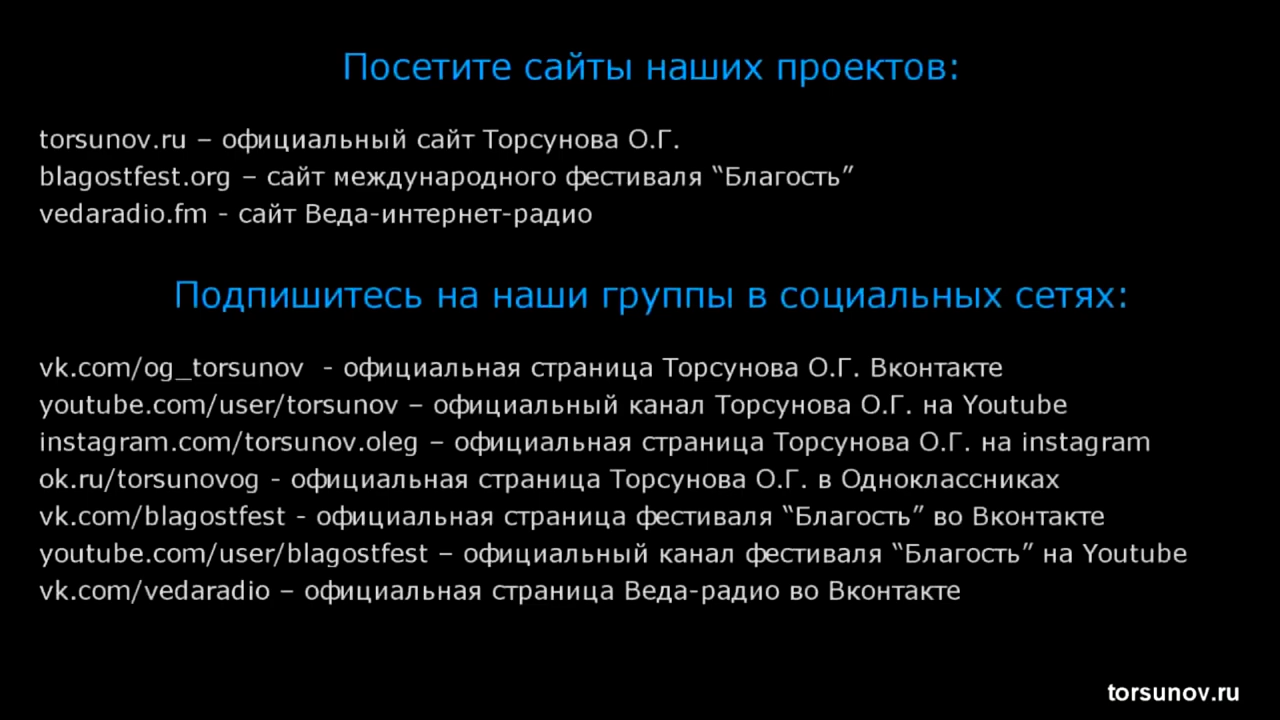 Посетите сайты наших проектов:
torsunov.ru – официальный сайт Торсунова О.Г.
blagostfest.org – сайт международного фестиваля “Благость”
vedaradio.fm - сайт Веда-интернет-радио
Подпишитесь на наши группы в социальных сетях:
vk.com/og_torsunov - официальная страница Торсунова О.Г. Вконтакте
youtube.com/user/torsunov – официальный канал Торсунова О.Г. на Youtube
instagram.com/torsunov.oleg – официальная страница Торсунова О.Г. на instagram
ok.ru/torsunovog - официальная страница Торсунова О.Г. в Одноклассниках
vk.com/blagostfest - официальная страница фестиваля “Благость” во Вконтакте
youtube.com/user/blagostfest – официальный канал фестиваля “Благость” на Youtube
vk.com/vedaradio – официальная страница Веда-радио во Вконтакте
torsunov.ru